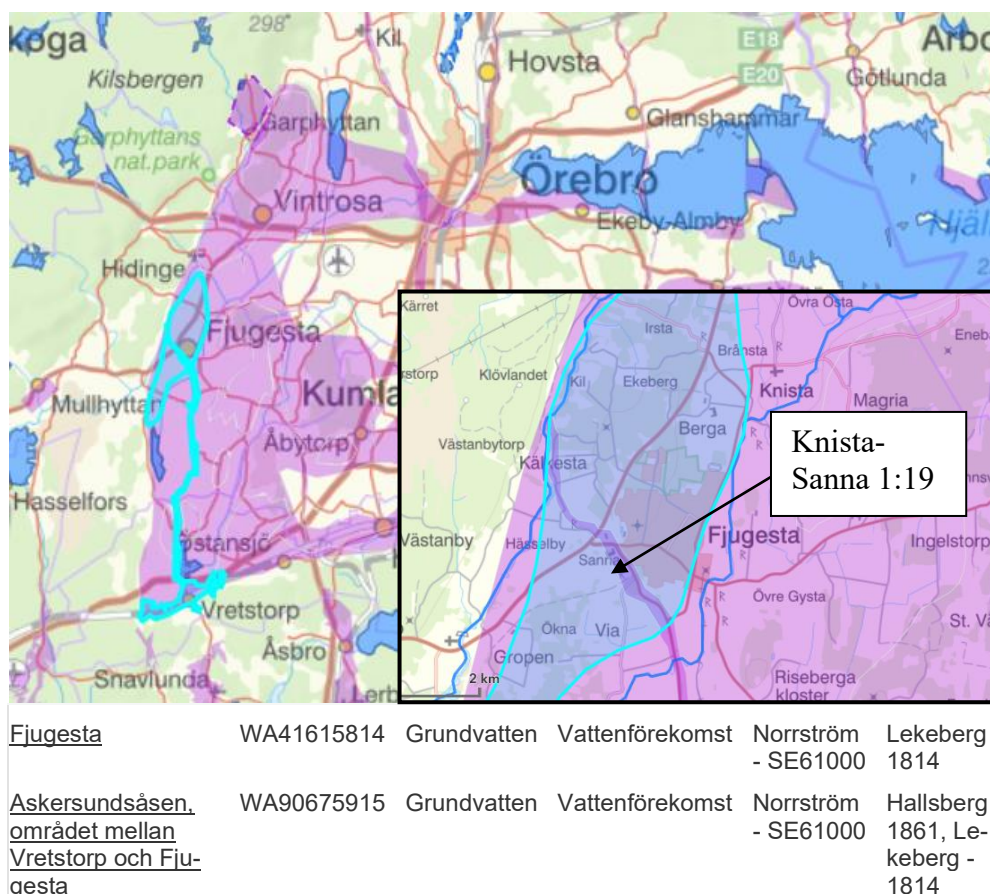 koga
298
Kil
E18
Arbo
Kilsbergen
Hovsta
E20
Götlunda
Garphyttan
Glanshammar
Garphyttans
nat.park
Örebro
Vintrosa
Ekeby-Almby
Hjäl
Hidinge
Fjugesta
Kumla
Mullhyttan
Åbytorp
Hasselfors
Östansjö
Vretstorp
Åsbro
Snavlunda
Lerb
Kärret
Övra Östa
Irsta
Eneb
Brånsta
rstorp
Klövlandet
Kil
Ekeberg
Knista
Magria
Berga
Västanbytorp
Kälkesta
Knista-
Sanna 1:19
Västanby
Hässelby
Sanna
Fjugesta
Ingelstorp
Övre Gysta
Ökna
Via
St. Vä
Gropen
Riseberga
kloster
2 km
Fjugesta WA41615814 Grundvatten Vattenförekomst Norrström Lekeberg
- SE61000 1814
Askersundsåsen, WA90675915 Grundvatten Vattenförekomst Norrström Hallsberg
området mellan - SE61000 1861, Le-
Vretstorp och Fju- keberg -
gesta 1814